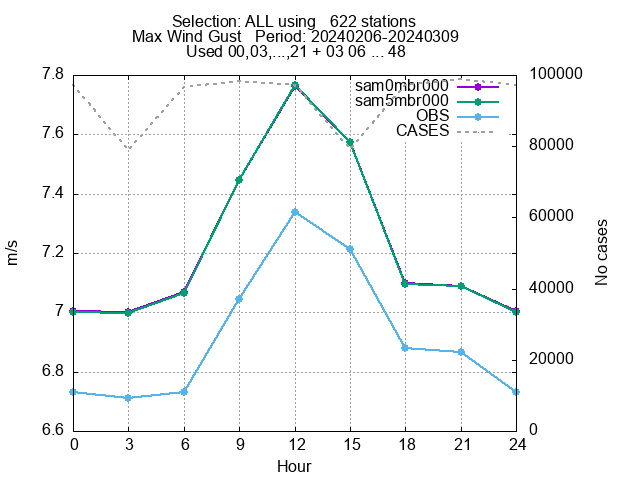 Selection: ALL using   622 stations
Max Wind Gust   Period: 20240206-20240309
Used 00,03,...,21 + 03 06 ... 48
sam0mbr000
sam5mbr000
OBS
CASES
7.8
7.6
7.4
7.2
7
6.8
6.6
m/s
100000
80000
60000
40000
20000
0
No cases
0 3 6 9 12 15 18 21 24
Hour